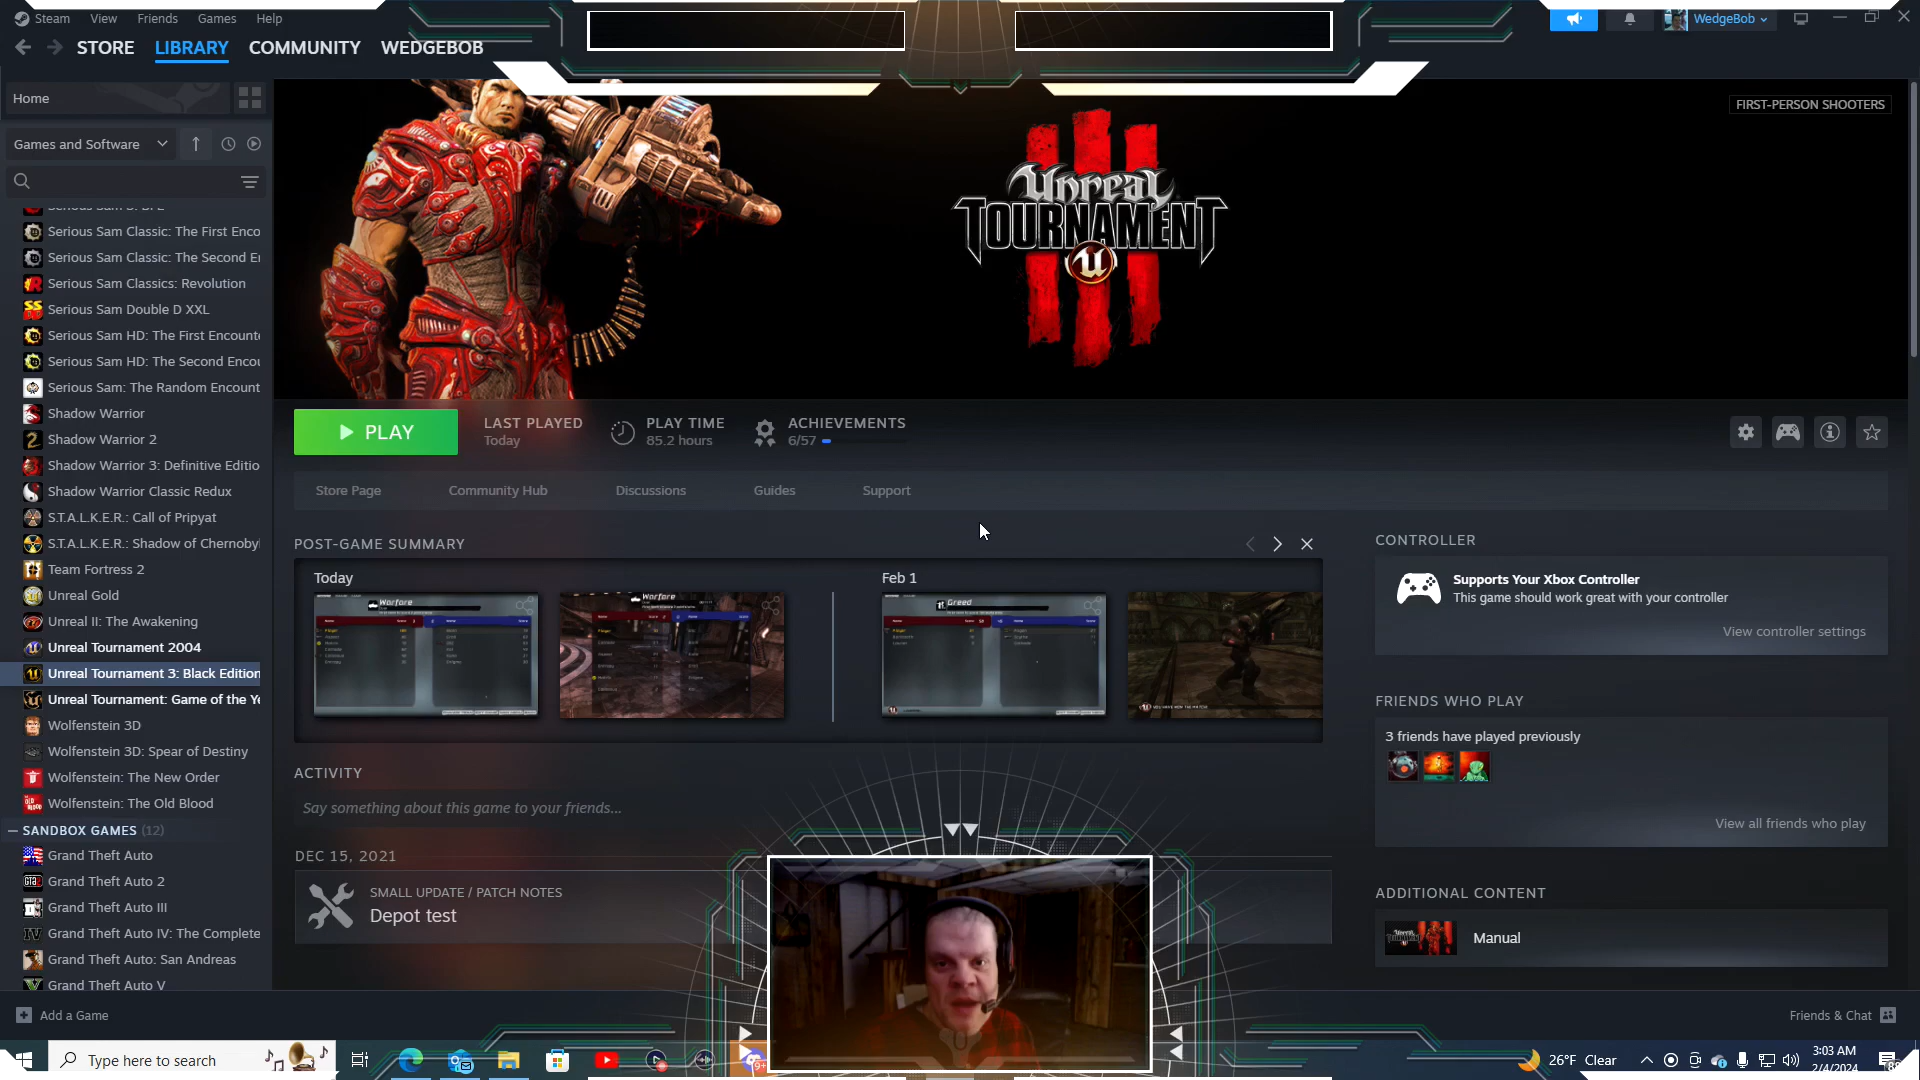 Steam View Friends Games Help
WedgeBob
STORE LIBRARY COMMUNITY WEDGEBOB
Home
Games and Software
Serious Sam 3: BFE
Serious Sam Classic: The First Enco
Serious Sam Classic: The Second E
Serious Sam Classics: Revolution
Serious Sam Double D XXL
Serious Sam HD: The First Encount
Serious Sam HD: The Second Encou
Serious Sam: The Random Encount
Shadow Warrior
Shadow Warrior 2
Shadow Warrior 3: Definitive Editio
Shadow Warrior Classic Redux
S.T.A.L.K.E.R.: Call of Pripyat
S.T.A.L.K.E.R.: Shadow of Chernoby
Team Fortress 2
Unreal Gold
Unreal II: The Awakening
Unreal Tournament 2004
Unreal Tournament 3: Black Edition
Unreal Tournament: Game of the Ye
Wolfenstein 3D
Wolfenstein 3D: Spear of Destiny
Wolfenstein: The New Order
Wolfenstein: The Old Blood
SANDBOX GAMES (12)
Grand Theft Auto
Grand Theft Auto 2
Grand Theft Auto III
Grand Theft Auto IV: The Complete
Grand Theft Auto: San Andreas
Grand Theft Auto V
Add a Game
FIRST-PERSON SHOOTERS
Unreal
TOURNAMENT
PLAY
LAST PLAYED
Today
PLAY TIME
85.2 hours
ACHIEVEMENTS
6/57
Store Page Community Hub Discussions Guides Support
POST-GAME SUMMARY
Today
Feb 1
Warfare
Warfare
Greed
ACTIVITY
Say something about this game to your friends...
DEC 15, 2021
SMALL UPDATE / PATCH NOTES
Depot test
CONTROLLER
Supports Your Xbox Controller
This game should work great with your controller
View controller settings
FRIENDS WHO PLAY
3 friends have played previously
View all friends who play
ADDITIONAL CONTENT
Manual
Friends & Chat
Type here to search
26°F Clear
3:03 AM
2/4/2024